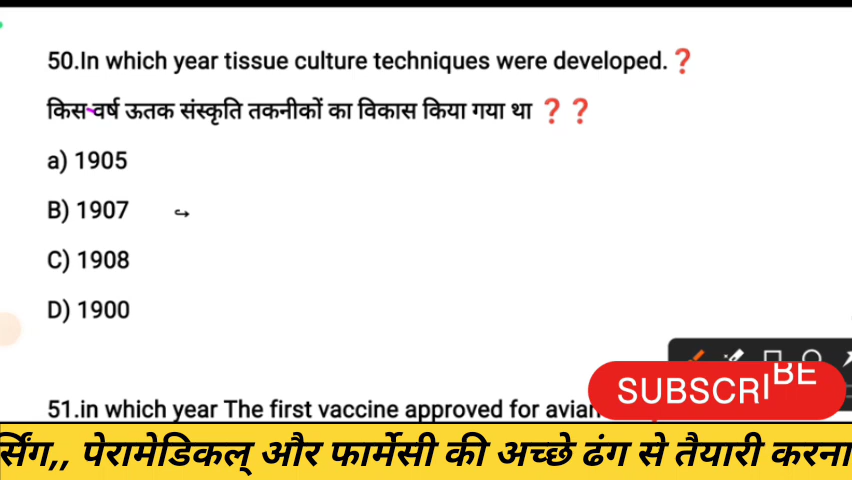 50.In which year tissue culture techniques were developed.❓
किस वर्ष ऊतक संस्कृति तकनीकों का विकास किया गया था ❓❓
a) 1905
B) 1907
C) 1908
D) 1900
51.in which year The first vaccine approved for avian
SUBSCRIBE
पेरामेडिकल् और फार्मेसी की अच्छे ढंग से तैयारी करना